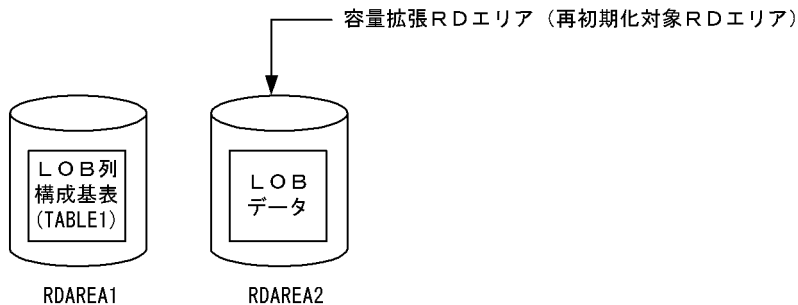 容量拡張RDエリア（再初期化対象RDエリア）
LOB列
構成基表
(TABLE1)
LOB
データ
RDAREA1
RDAREA2